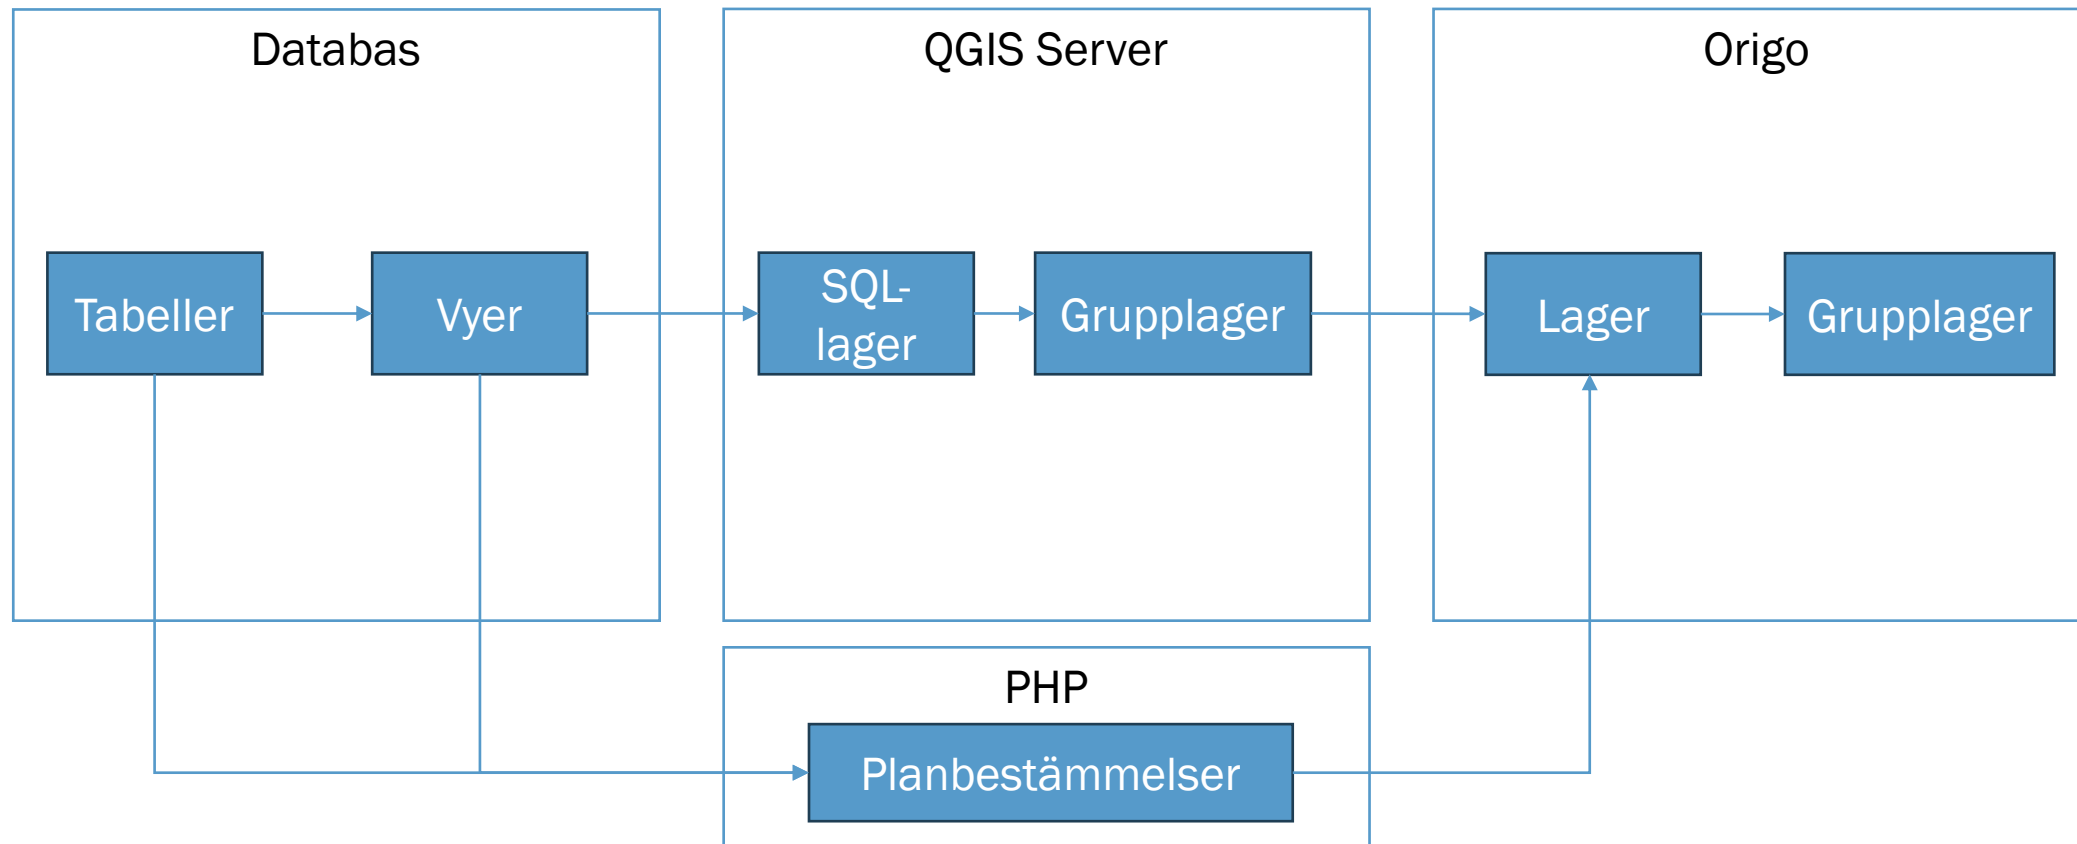 Databas
QGIS Server
Origo
Tabeller
Vyer
SQL-
lager
Grupplager
Lager
Grupplager
PHP
Planbestämmelser